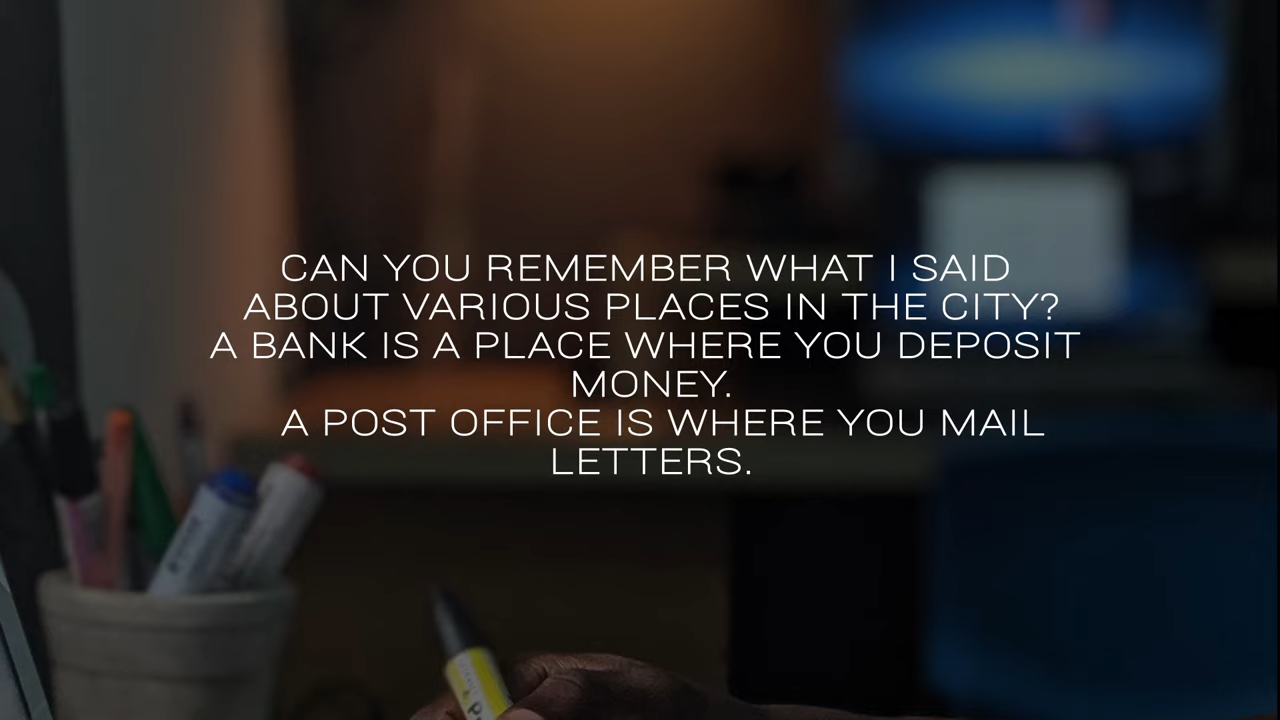 CAN YOU REMEMBER WHAT I SAID
ABOUT VARIOUS PLACES IN THE CITY?
A BANK IS A PLACE WHERE YOU DEPOSIT
MONEY.
A POST OFFICE IS WHERE YOU MAIL
LETTERS.